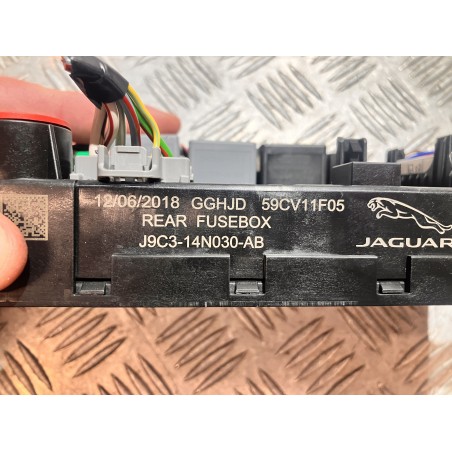 12/06/2018 GGHJD 59CV11F05
REAR FUSEBOX
J9C3-14N030-AB
JAGUAR